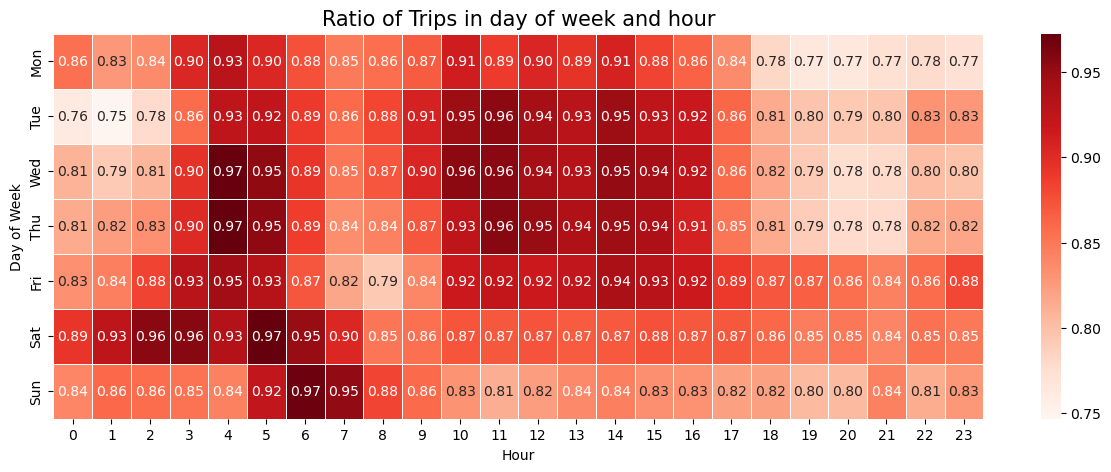 Ratio of Trips in day of week and hour
Mon 0.86 0.83 0.84 0.90 0.93 0.90 0.88 0.85 0.86 0.87 0.91 0.89 0.90 0.89 0.91 0.88 0.86 0.84 0.78 0.77 0.77 0.77 0.78 0.77
Tue 0.76 0.75 0.78 0.86 0.93 0.92 0.89 0.86 0.88 0.91 0.95 0.96 0.94 0.93 0.95 0.93 0.92 0.86 0.81 0.80 0.79 0.80 0.83 0.83
Wed 0.81 0.79 0.81 0.90 0.97 0.95 0.89 0.85 0.87 0.90 0.96 0.96 0.94 0.93 0.95 0.94 0.92 0.86 0.82 0.79 0.78 0.78 0.80 0.80
Thu 0.81 0.82 0.83 0.90 0.97 0.95 0.89 0.84 0.84 0.87 0.93 0.96 0.95 0.94 0.95 0.94 0.91 0.85 0.81 0.79 0.78 0.78 0.82 0.82
Fri 0.83 0.84 0.88 0.93 0.95 0.93 0.87 0.82 0.79 0.84 0.92 0.92 0.92 0.92 0.94 0.93 0.92 0.89 0.87 0.87 0.86 0.84 0.86 0.88
Sat 0.89 0.93 0.96 0.96 0.93 0.97 0.95 0.90 0.85 0.86 0.87 0.87 0.87 0.87 0.87 0.88 0.87 0.87 0.86 0.85 0.85 0.84 0.85 0.85
Sun 0.84 0.86 0.86 0.85 0.84 0.92 0.97 0.95 0.88 0.86 0.83 0.81 0.82 0.84 0.84 0.83 0.83 0.82 0.82 0.80 0.80 0.84 0.81 0.83
0 1 2 3 4 5 6 7 8 9 10 11 12 13 14 15 16 17 18 19 20 21 22 23
Hour
Day of Week
0.95
0.90
0.85
0.80
0.75